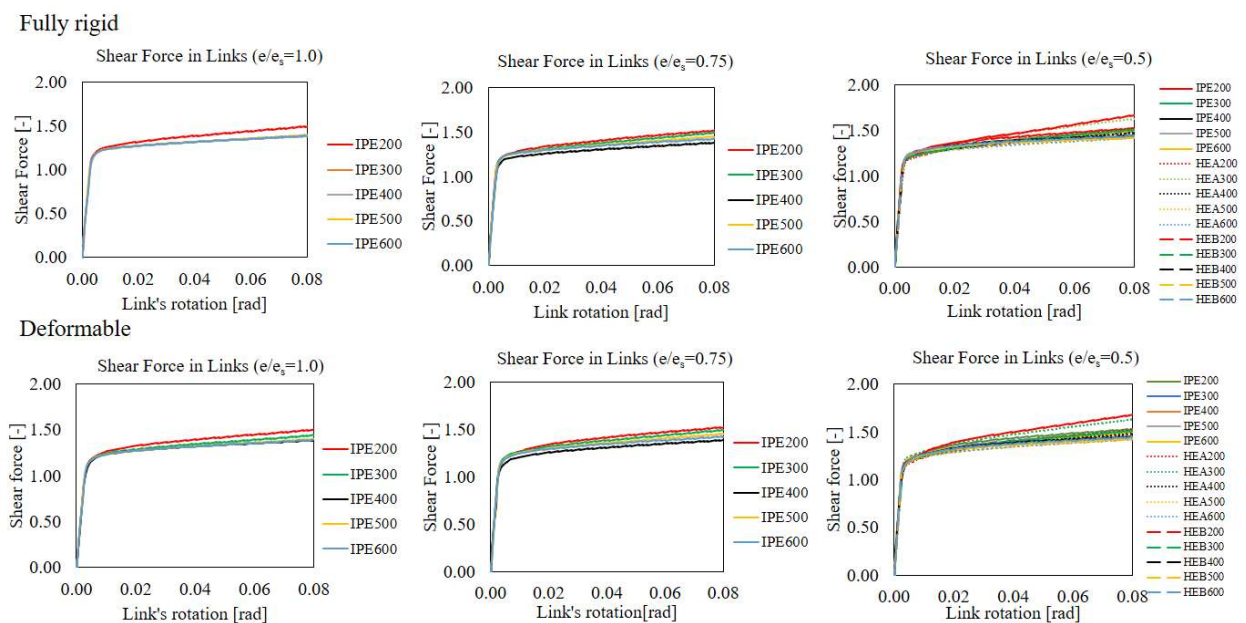 Fully rigid
Shear Force in Links (e/es=1.0)
Shear Force [-]
2.00
1.50
1.00
0.50
0.00
0.00 0.02 0.04 0.06 0.08
Link's rotation [rad]
IPE200
IPE300
IPE400
IPE500
IPE600
Shear Force in Links (e/es=0.75)
Shear Force [-]
2.00
1.50
1.00
0.50
0.00
0.00 0.02 0.04 0.06 0.08
Link rotation [rad]
IPE200
IPE300
IPE400
IPE500
IPE600
Shear Force in Links (e/es=0.5)
Shear force [-]
2.00
1.50
1.00
0.50
0.00
0.00 0.02 0.04 0.06 0.08
Link rotation [rad]
IPE200
IPE300
IPE400
IPE500
IPE600
HEA200
HEA300
HEA400
HEA500
HEA600
HEB200
HEB300
HEB400
HEB500
HEB600
Deformable
Shear Force in Links (e/es=1.0)
Shear force [-]
2.00
1.50
1.00
0.50
0.00
0.00 0.02 0.04 0.06 0.08
Link rotation [rad]
IPE200
IPE300
IPE400
IPE500
IPE600
Shear Force in Links (e/es=0.75)
Shear force [-]
2.00
1.50
1.00
0.50
0.00
0.00 0.02 0.04 0.06 0.08
Link's rotation[rad]
IPE200
IPE300
IPE400
IPE500
IPE600
Shear Force in Links (e/es=0.5)
Shear force [-]
2.00
1.50
1.00
0.50
0.00
0.00 0.02 0.04 0.06 0.08
Link rotation [rad]
IPE200
IPE300
IPE400
IPE500
IPE600
HEA200
HEA300
HEA400
HEA500
HEA600
HEB200
HEB300
HEB400
HEB500
HEB600